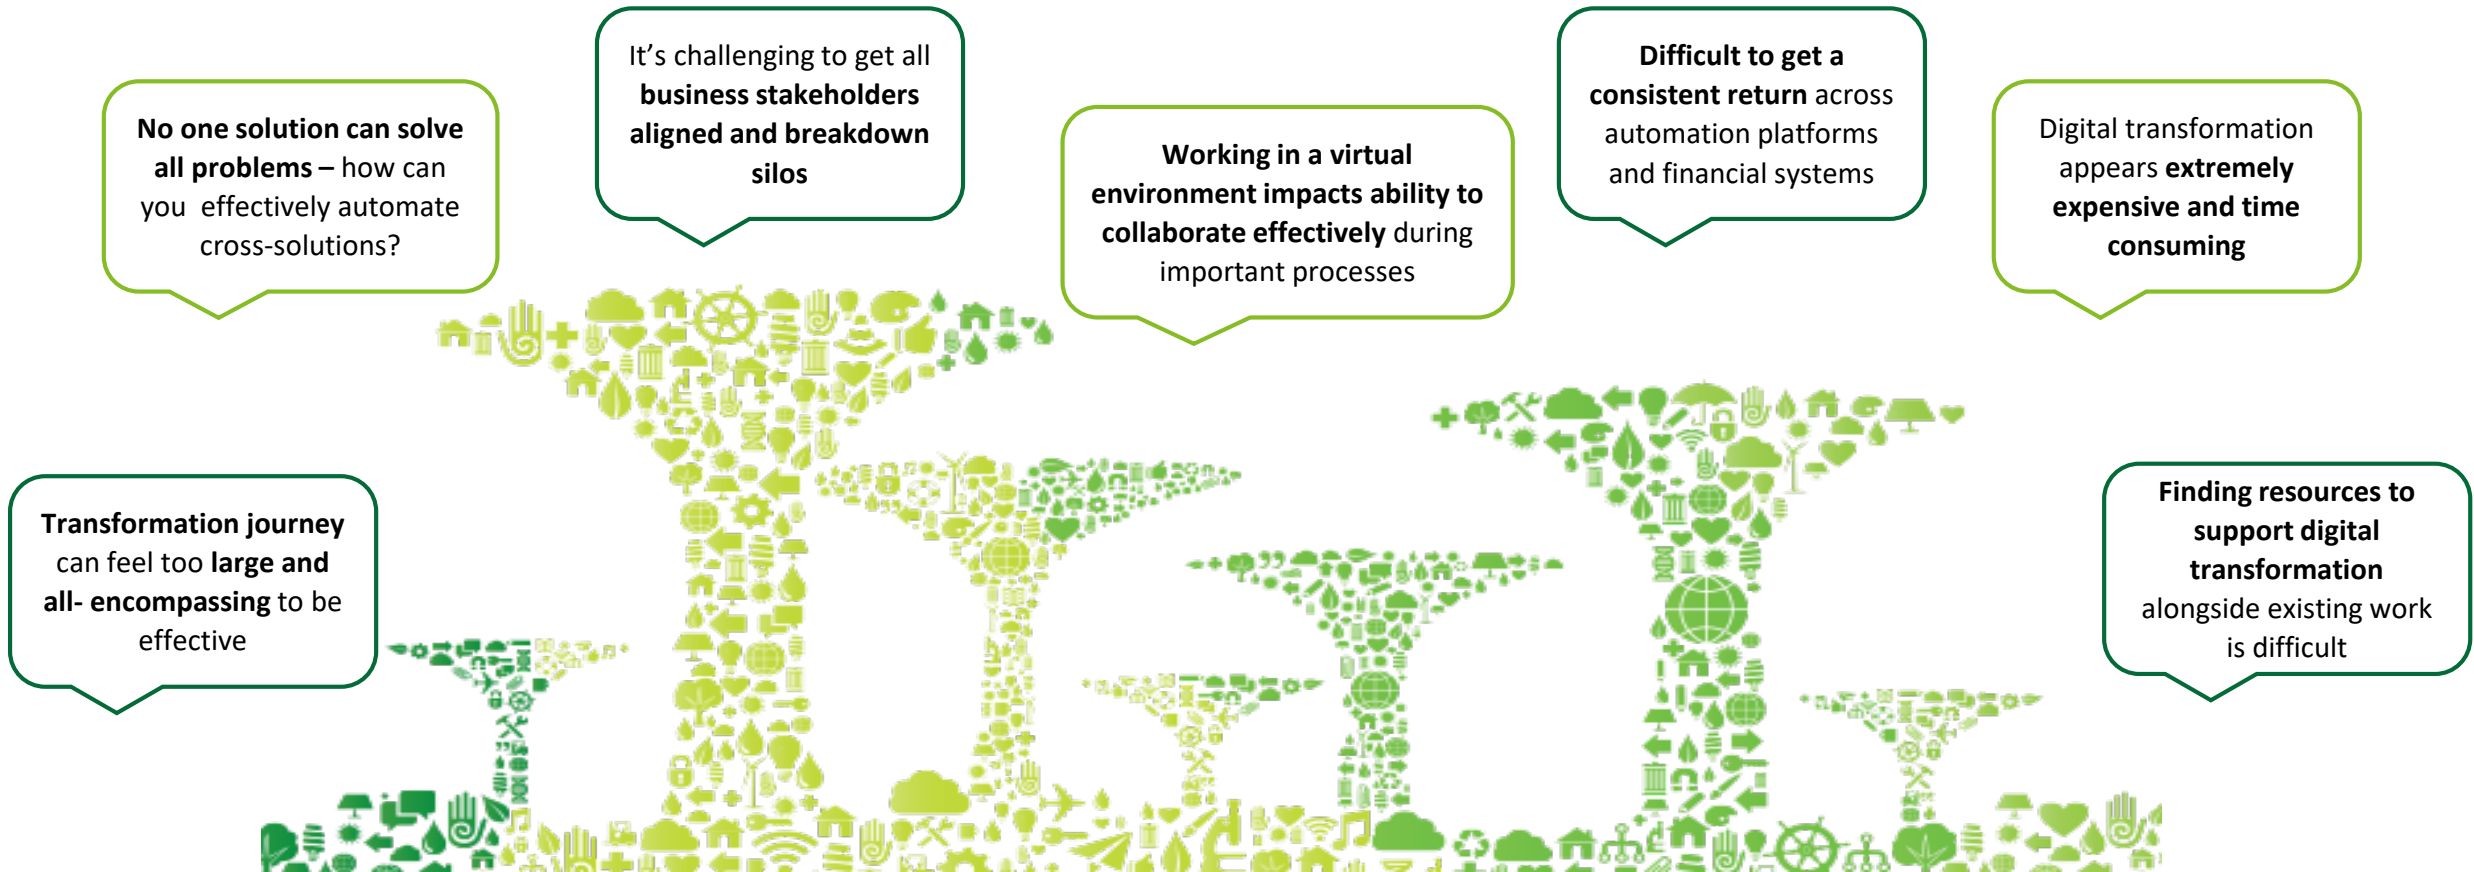 No one solution can solve
all problems – how can
you  effectively automate
cross-solutions?
It’s challenging to get all
business stakeholders
aligned and breakdown
silos
Working in a virtual
environment impacts ability to
collaborate effectively during
important processes
Difficult to get a
consistent return across
automation platforms
and financial systems
Digital transformation
appears extremely
expensive and time
consuming
Transformation journey
can feel too large and
all- encompassing to be
effective
Finding resources to
support digital
transformation
alongside existing work
is difficult